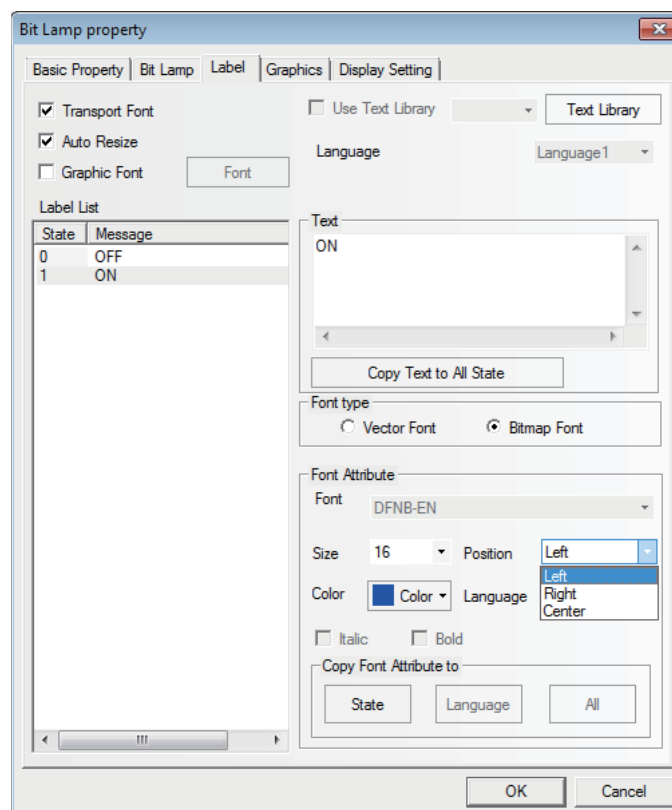 Bit Lamp property
Basic Property Bit Lamp Label Graphics Display Setting
Transport Font
Use Text Library
Text Library
Auto Resize
Language
Language1
Graphic Font
Font
Label List
State Message
0 OFF
1 ON
Text
ON
Copy Text to All State
Font type
Vector Font Bitmap Font
Font Attribute
Font DFNB-EN
Size 16 Position Left
Left
Color Color Language Right
Center
Italic Bold
Copy Font Attribute to
State Language All
OK Cancel